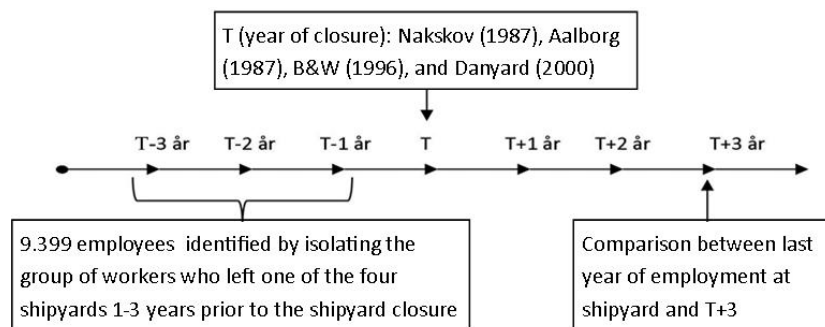 T (year of closure): Nakskov (1987), Aalborg
(1987), B&W (1996), and Danyard (2000)
T-3 år T-2 år T-1 år T T+1 år T+2 år T+3 år
9.399 employees identified by isolating the
group of workers who left one of the four
shipyards 1-3 years prior to the shipyard closure
Comparison between last
year of employment at
shipyard and T+3